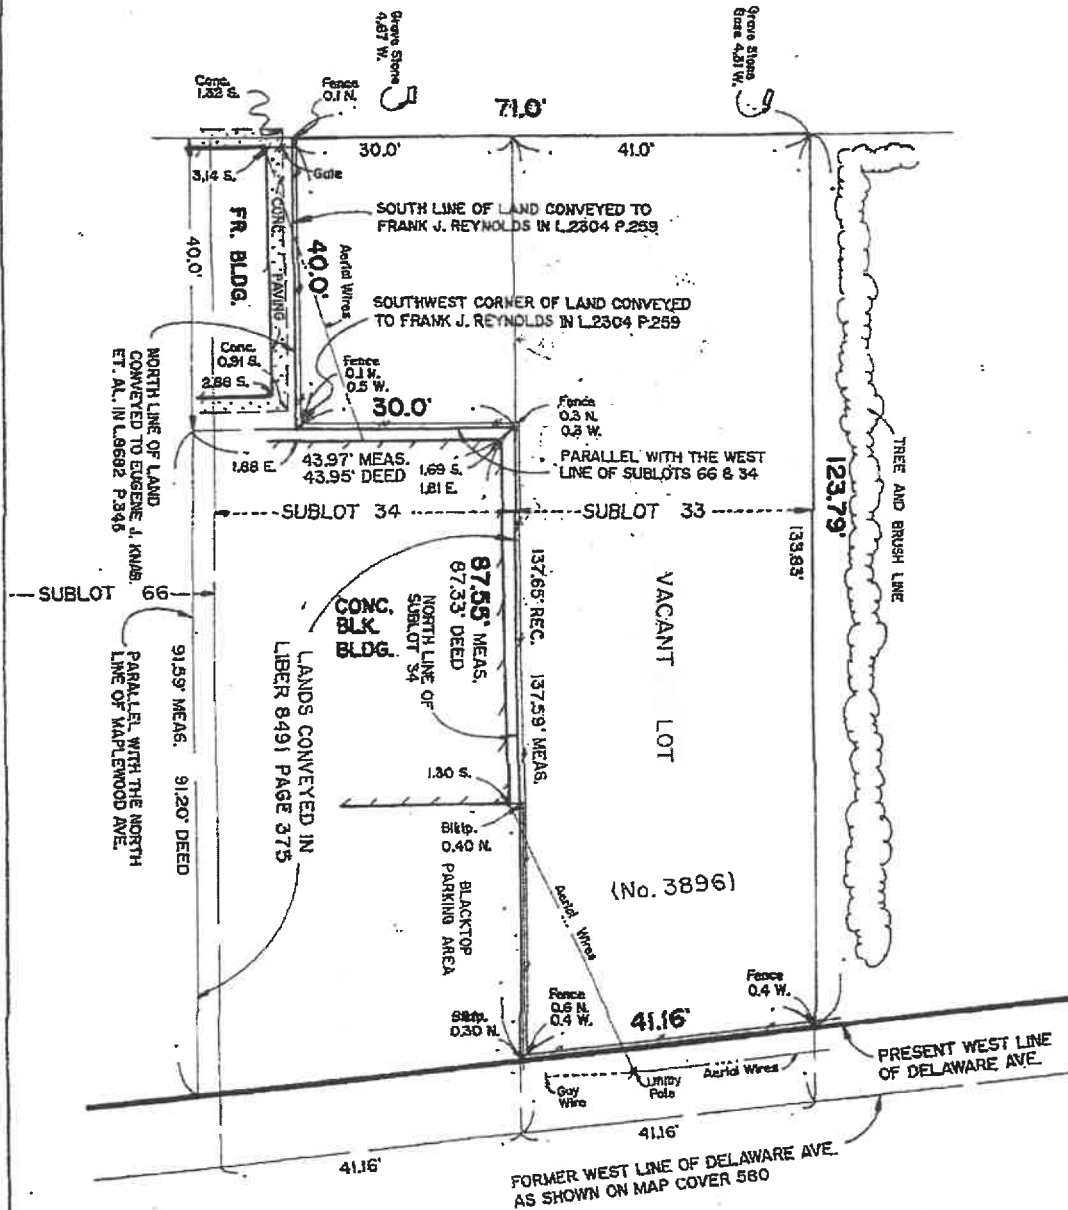 Grave Stone
4.67 W.
Grave Stone
Base 4.31 W.
Conc.
1.32 S.
Fence
0.1 N.
71.0'
30.0'
41.0'
3.14 S.
Gate
SOUTH LINE OF LAND CONVEYED TO
FRANK J. REYNOLDS IN L.2304 P.259
FR. BLDG.
CONC. PAVING
40.0'
40.0'
Aerial Wires
SOUTHWEST CORNER OF LAND CONVEYED
TO FRANK J. REYNOLDS IN L.2304 P.259
Conc.
0.91 S.
2.88 S.
Fence
0.1 N.
0.5 W.
30.0'
Fence
0.3 N.
0.3 W.
NORTH LINE OF LAND
CONVEYED TO EUGENE J. KNAB
ET. AL. IN L.9682 P.346
1.88 E.
43.97' MEAS.
43.95' DEED
1.69 S.
1.81 E.
PARALLEL WITH THE WEST
LINE OF SUBLOTS 66 & 34
TREE AND BRUSH LINE
123.79'
SUBLOT 34
SUBLOT 33
133.83'
137.65' REC. 137.59' MEAS.
87.55' MEAS.
87.33' DEED
NORTH LINE OF
SUBLOT 34
VACANT LOT
SUBLOT 66
CONC.
BLK.
BLDG.
LANDS CONVEYED IN
LIBER 8491 PAGE 375
91.59' MEAS. 91.20' DEED
PARALLEL WITH THE NORTH
LINE OF MAPLEWOOD AVE.
1.30 S.
Blktp.
0.40 N.
BLACKTOP
PARKING AREA
Aerial Wires
(No. 3896)
Blktp.
0.30 N.
Fence
0.6 N.
0.4 W.
41.16'
Fence
0.4 W.
PRESENT WEST LINE
OF DELAWARE AVE.
Guy
Wire
Utility
Pole
Aerial Wires
41.16'
41.16'
FORMER WEST LINE OF DELAWARE AVE.
AS SHOWN ON MAP COVER 580